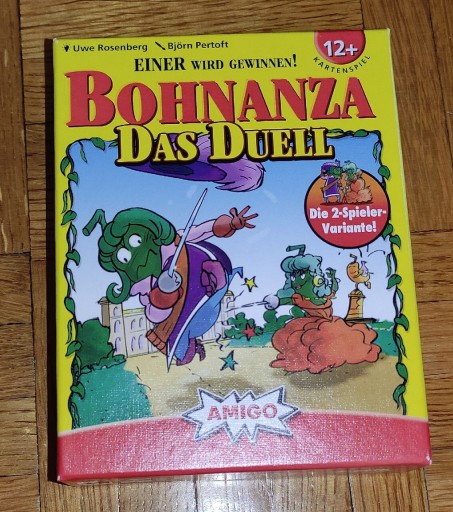 Uwe Rosenberg Björn Pertoft
12+
KARTENSPIEL
EINER WIRD GEWINNEN!
BOHNANZA
DAS DUELL
Die 2-Spieler-
Variante!
AMIGO